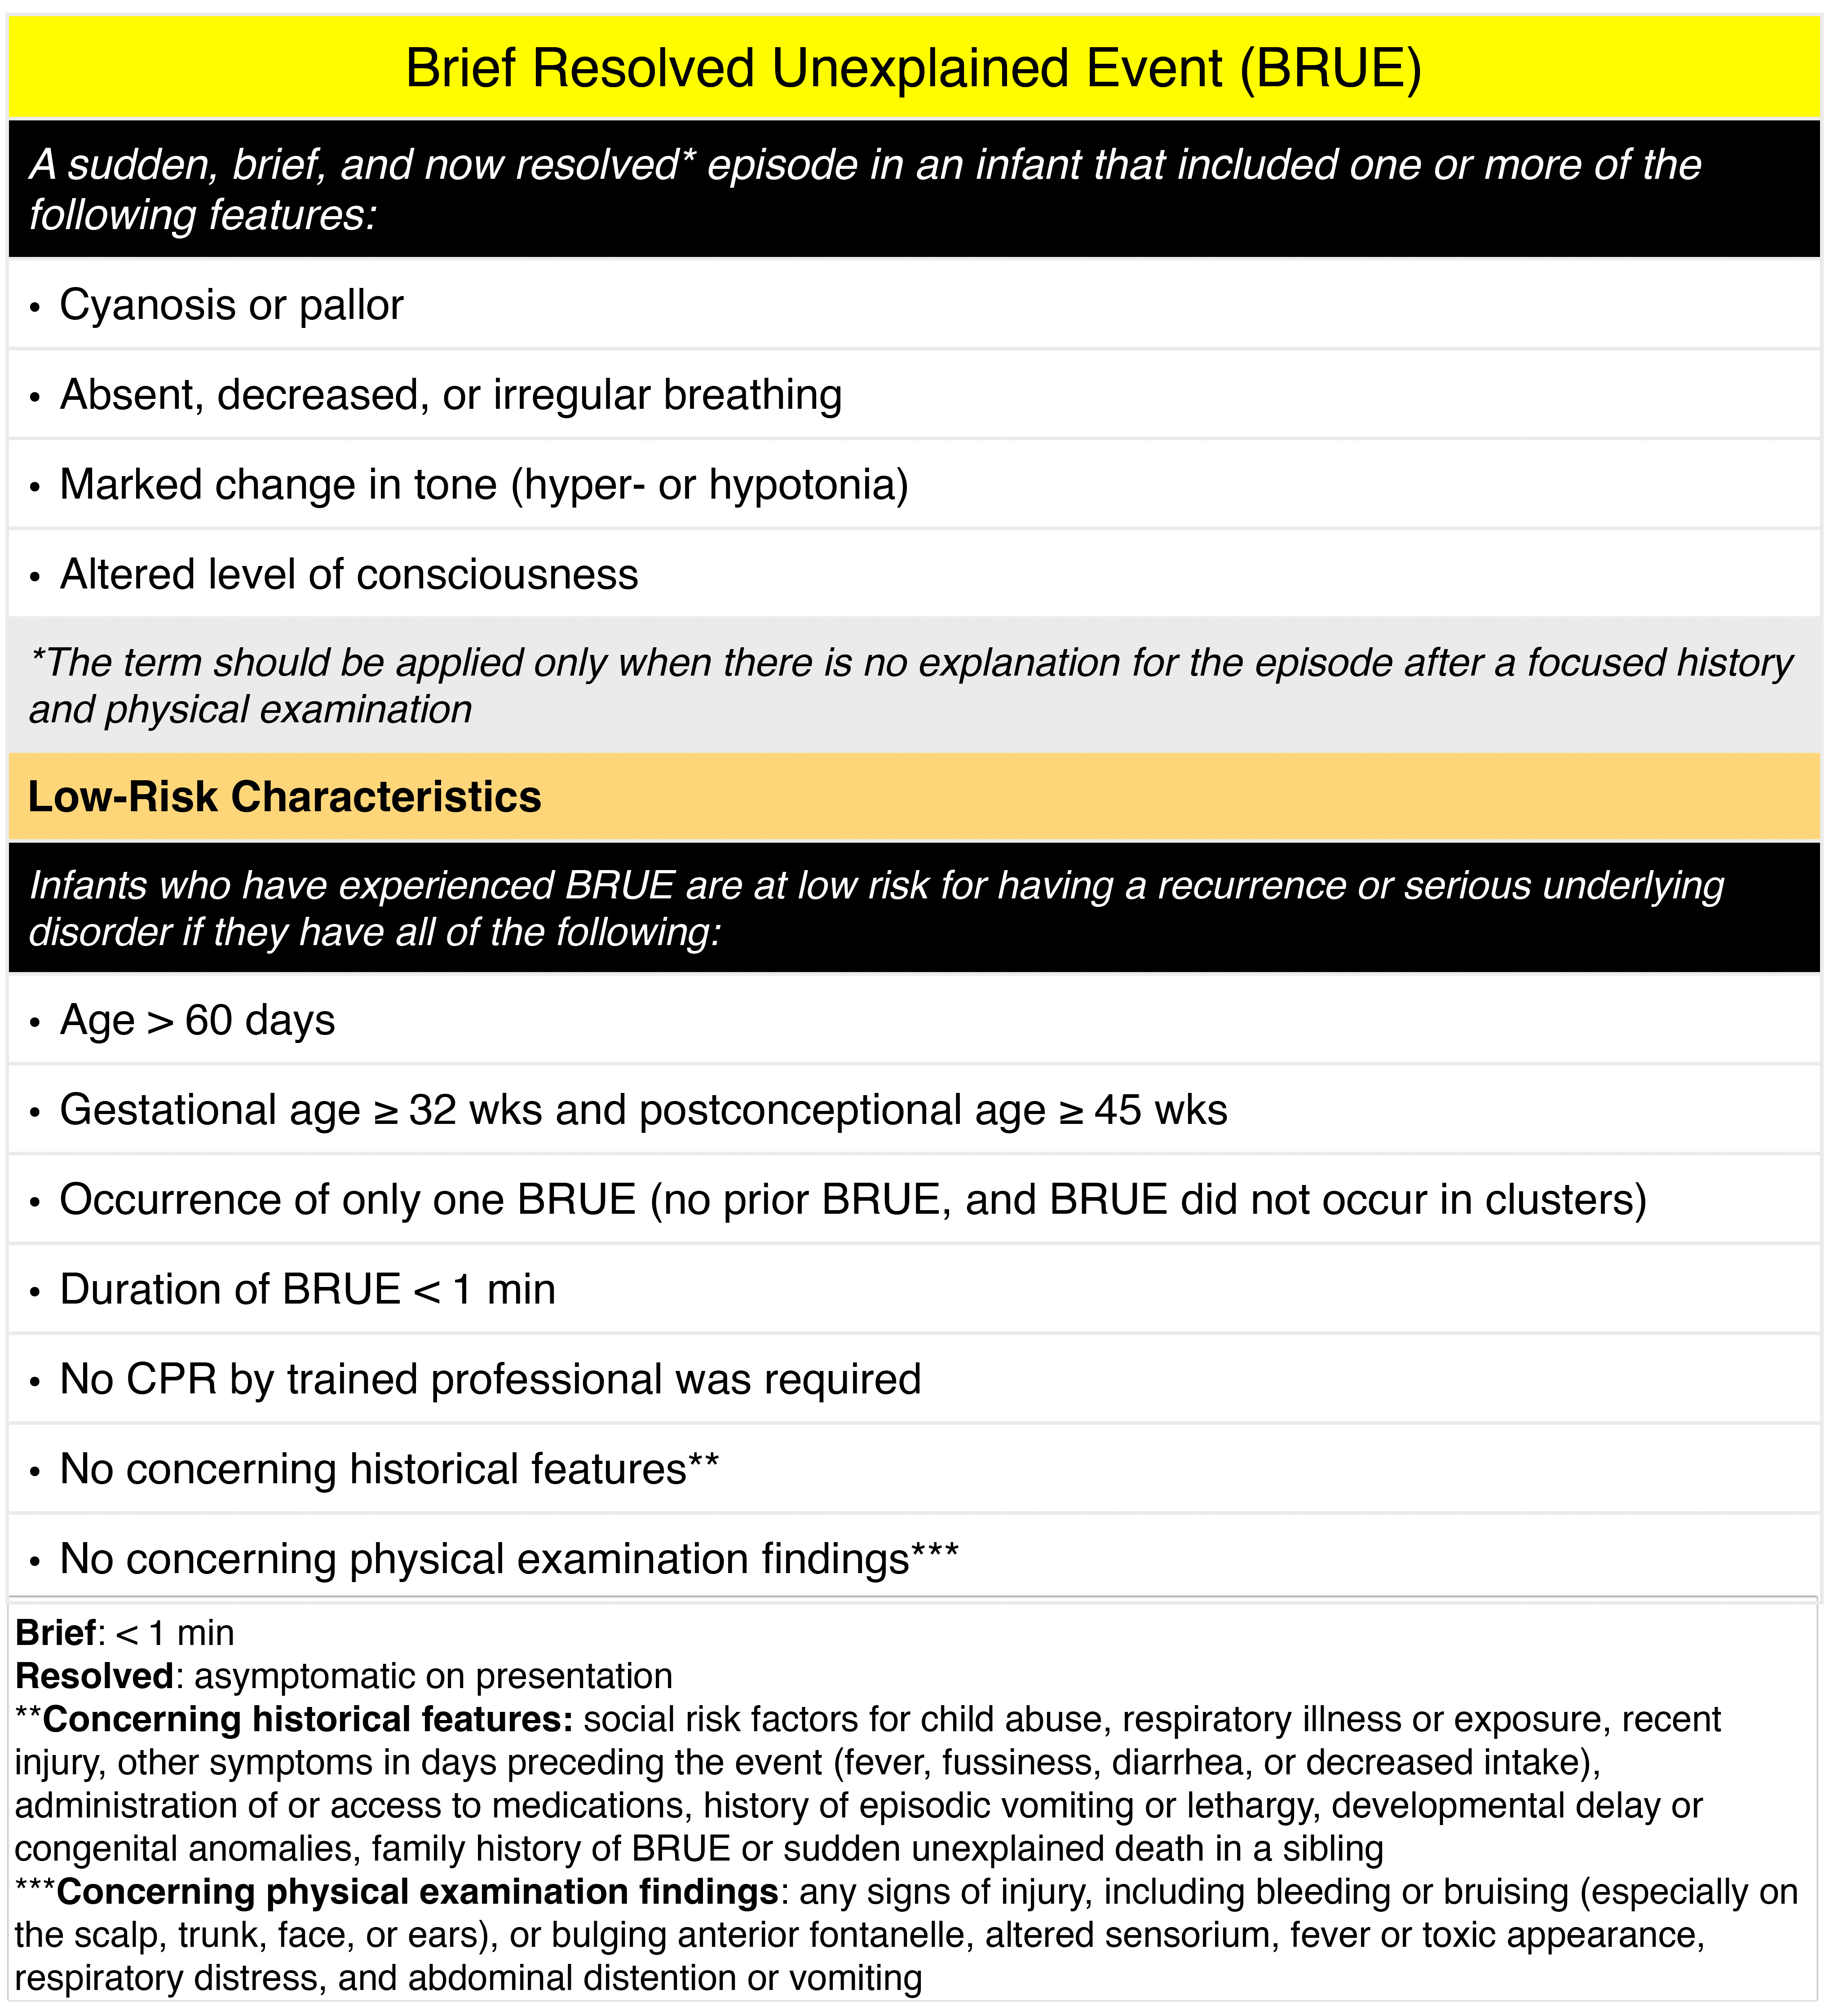 Brief Resolved Unexplained Event (BRUE)
A sudden, brief, and now resolved* episode in an infant that included one or more of the
following features:
• Cyanosis or pallor
• Absent, decreased, or irregular breathing
• Marked change in tone (hyper- or hypotonia)
• Altered level of consciousness
*The term should be applied only when there is no explanation for the episode after a focused history
and physical examination
Low-Risk Characteristics
Infants who have experienced BRUE are at low risk for having a recurrence or serious underlying
disorder if they have all of the following:
• Age > 60 days
• Gestational age ≥ 32 wks and postconceptional age ≥ 45 wks
• Occurrence of only one BRUE (no prior BRUE, and BRUE did not occur in clusters)
• Duration of BRUE < 1 min
• No CPR by trained professional was required
• No concerning historical features**
• No concerning physical examination findings***
Brief: < 1 min
Resolved: asymptomatic on presentation
**Concerning historical features: social risk factors for child abuse, respiratory illness or exposure, recent
injury, other symptoms in days preceding the event (fever, fussiness, diarrhea, or decreased intake),
administration of or access to medications, history of episodic vomiting or lethargy, developmental delay or
congenital anomalies, family history of BRUE or sudden unexplained death in a sibling
***Concerning physical examination findings: any signs of injury, including bleeding or bruising (especially on
the scalp, trunk, face, or ears), or bulging anterior fontanelle, altered sensorium, fever or toxic appearance,
respiratory distress, and abdominal distention or vomiting